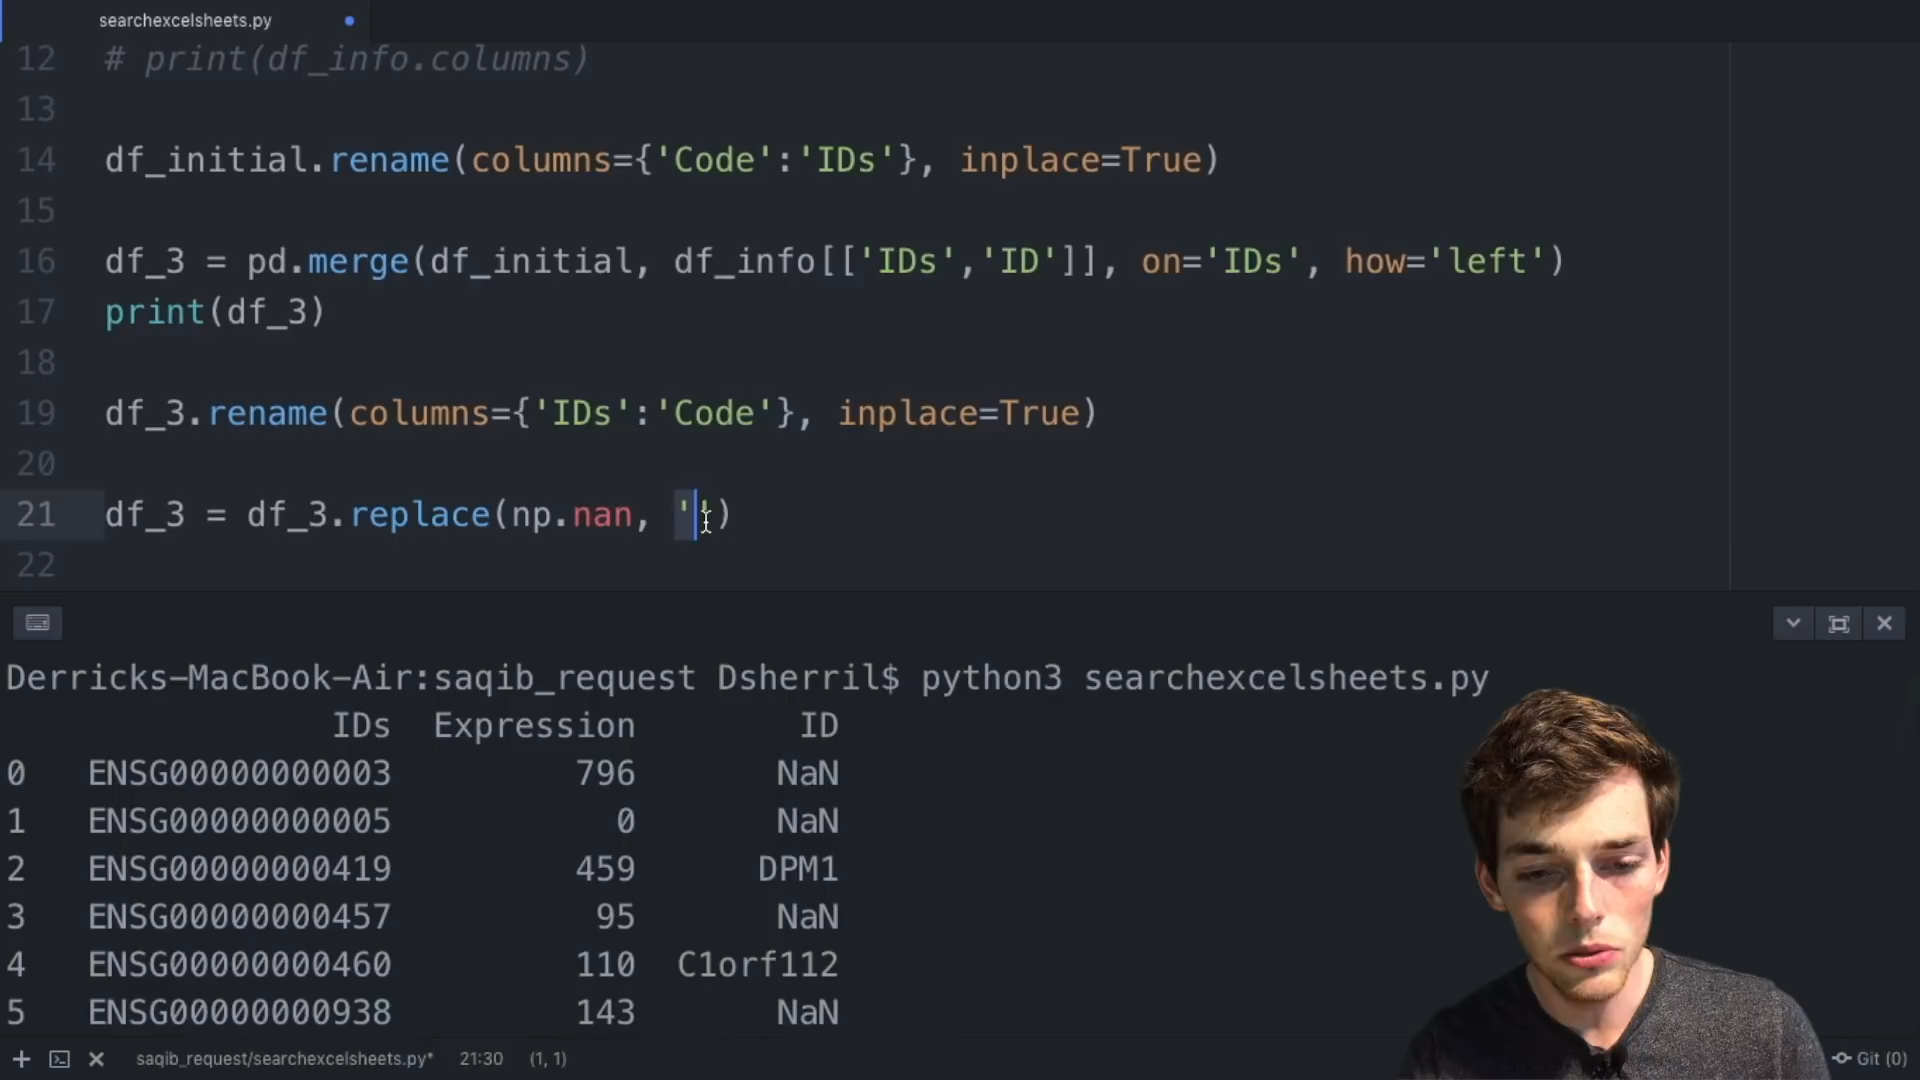 searchexcelsheets.py
12 # print(df_info.columns)
13
14 df_initial.rename(columns={'Code':'IDs'}, inplace=True)
15
16 df_3 = pd.merge(df_initial, df_info[['IDs','ID']], on='IDs', how='left')
17 print(df_3)
18
19 df_3.rename(columns={'IDs':'Code'}, inplace=True)
20
21 df_3 = df_3.replace(np.nan, '')
22
Derricks-MacBook-Air:saqib_request Dsherril$ python3 searchexcelsheets.py
IDs Expression ID
0 ENSG00000000003 796 NaN
1 ENSG00000000005 0 NaN
2 ENSG00000000419 459 DPM1
3 ENSG00000000457 95 NaN
4 ENSG00000000460 110 C1orf112
5 ENSG00000000938 143 NaN
saqib_request/searchexcelsheets.py* 21:30 (1, 1) Git (0)